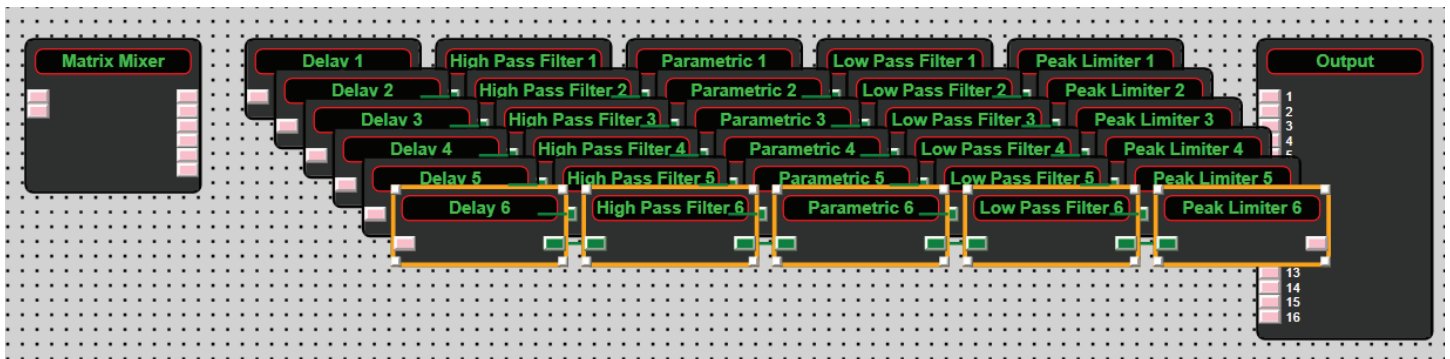 Matrix Mixer
Delay 1
High Pass Filter 1
Parametric 1
Low Pass Filter 1
Peak Limiter 1
Output
Delay 2
High Pass Filter 2
Parametric 2
Low Pass Filter 2
Peak Limiter 2
1
2
Delay 3
High Pass Filter 3
Parametric 3
Low Pass Filter 3
Peak Limiter 3
3
4
Delay 4
High Pass Filter 4
Parametric 4
Low Pass Filter 4
Peak Limiter 4
5
Delay 5
High Pass Filter 5
Parametric 5
Low Pass Filter 5
Peak Limiter 5
Delay 6
High Pass Filter 6
Parametric 6
Low Pass Filter 6
Peak Limiter 6
13
14
15
16